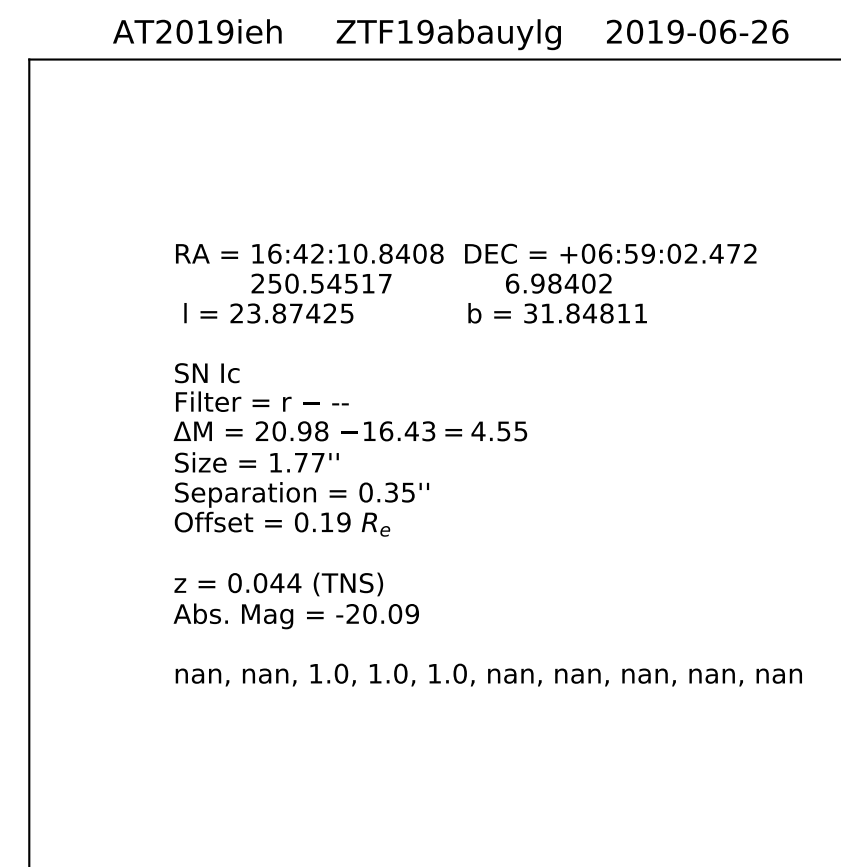 AT2019ieh ZTF19abauylg 2019-06-26
RA = 16:42:10.8408 DEC = +06:59:02.472
250.54517 6.98402
l = 23.87425 b = 31.84811
SN Ic
Filter = r − --
ΔM = 20.98 −16.43 = 4.55
Size = 1.77''
Separation = 0.35''
Offset = 0.19 Re
z = 0.044 (TNS)
Abs. Mag = -20.09
nan, nan, 1.0, 1.0, 1.0, nan, nan, nan, nan, nan